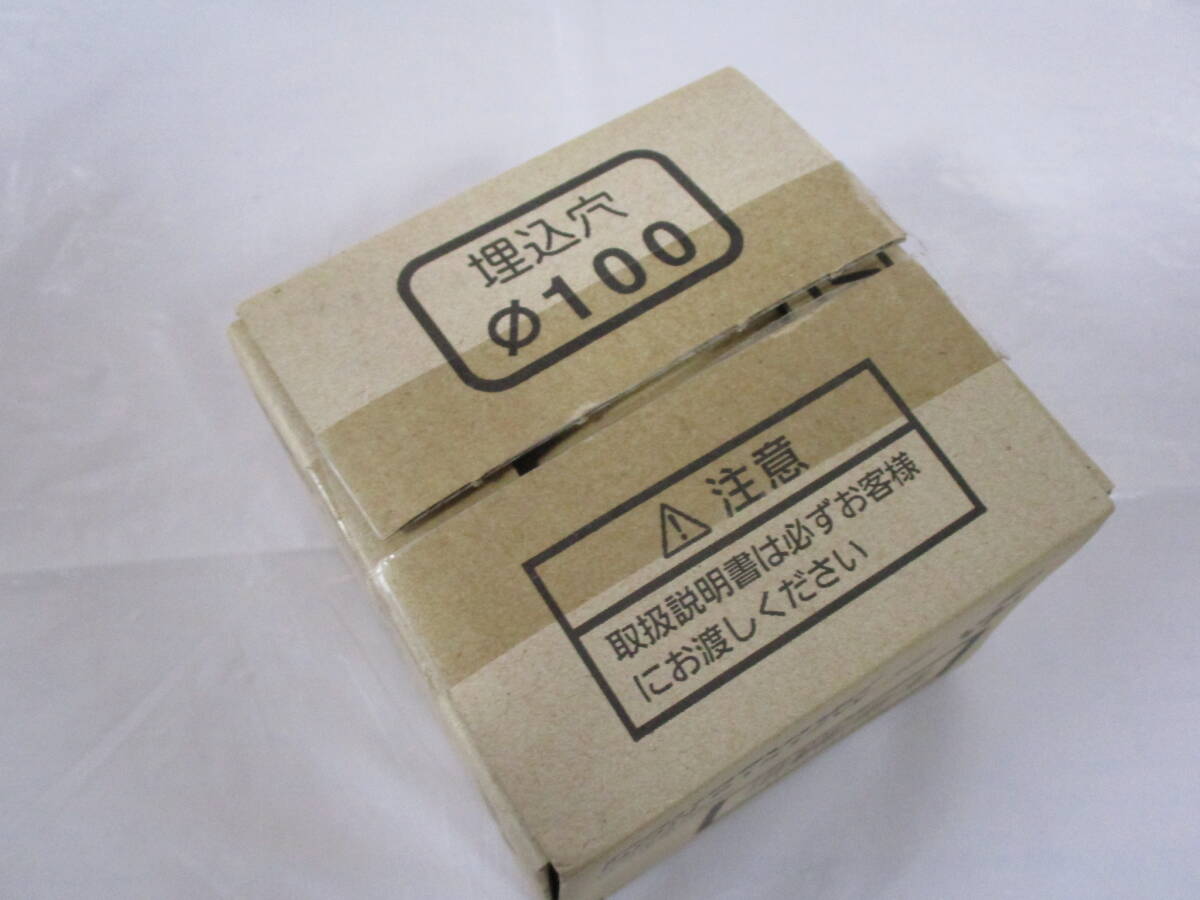 埋込穴
φ100
⚠ 注意
取扱説明書は必ずお客様
にお渡しください